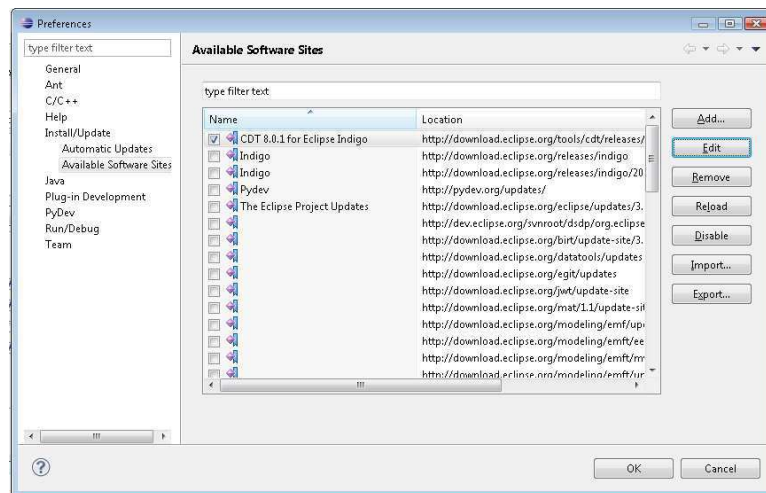 Preferences
type filter text
General
Ant
C/C++
Help
Install/Update
Automatic Updates
Available Software Sites
Java
Plug-in Development
PyDev
Run/Debug
Team
Available Software Sites
type filter text
Name Location
CDT 8.0.1 for Eclipse Indigo http://download.eclipse.org/tools/cdt/releases/
Indigo http://download.eclipse.org/releases/indigo
Indigo http://download.eclipse.org/releases/indigo/20
Pydev http://pydev.org/updates/
The Eclipse Project Updates http://download.eclipse.org/eclipse/updates/3.
http://dev.eclipse.org/svnroot/dsdp/org.eclipse
http://download.eclipse.org/birt/update-site/3.
http://download.eclipse.org/datatools/updates
http://download.eclipse.org/egit/updates
http://download.eclipse.org/jwt/update-site
http://download.eclipse.org/mat/1.1/update-sit
http://download.eclipse.org/modeling/emf/upd
http://download.eclipse.org/modeling/emft/ee
http://download.eclipse.org/modeling/emft/m
http://download.eclipse.org/modeling/emft/ur
Add...
Edit
Remove
Reload
Disable
Import...
Export...
?
OK
Cancel